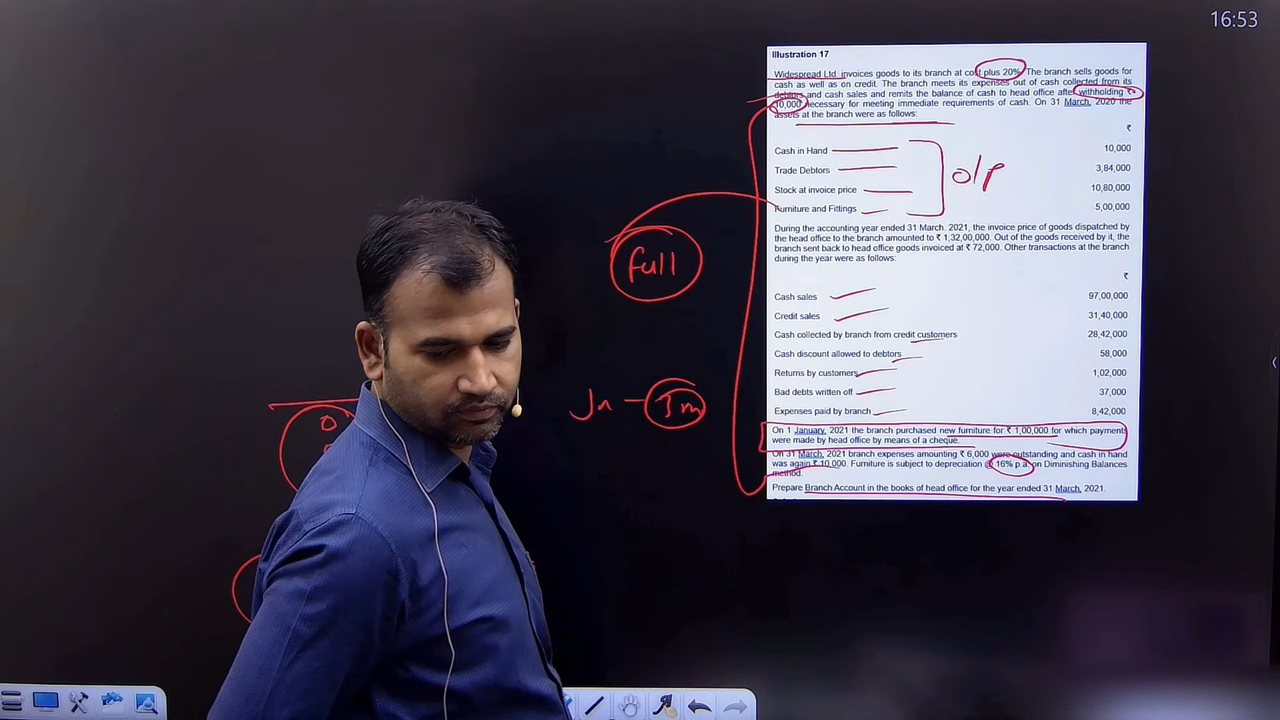 16:53
Illustration 17
Widespread Ltd invoices goods to its branch at cost plus 20%. The branch sells goods for
cash as well as on credit. The branch meets its expenses out of cash collected from its
debtors and cash sales and remits the balance of cash to head office after withholding ₹
10,000 necessary for meeting immediate requirements of cash. On 31 March, 2020 the
assets at the branch were as follows:
₹
Cash in Hand 10,000
Trade Debtors 3,84,000
Stock at invoice price 10,80,000
Furniture and Fittings 5,00,000
o/p
During the accounting year ended 31 March. 2021, the invoice price of goods dispatched by
the head office to the branch amounted to ₹ 1,32,00,000. Out of the goods received by it, the
branch sent back to head office goods invoiced at ₹ 72,000. Other transactions at the branch
during the year were as follows:
₹
Cash sales 97,00,000
Credit sales 31,40,000
Cash collected by branch from credit customers 28,42,000
Cash discount allowed to debtors 58,000
Returns by customers 1,02,000
Bad debts written off 37,000
Expenses paid by branch 8,42,000
On 1 January, 2021 the branch purchased new furniture for ₹ 1,00,000 for which payments
were made by head office by means of a cheque.
On 31 March, 2021 branch expenses amounting ₹ 6,000 were outstanding and cash in hand
was again ₹ 10,000. Furniture is subject to depreciation @ 16% p.a. on Diminishing Balances
method.
Prepare Branch Account in the books of head office for the year ended 31 March, 2021.
full